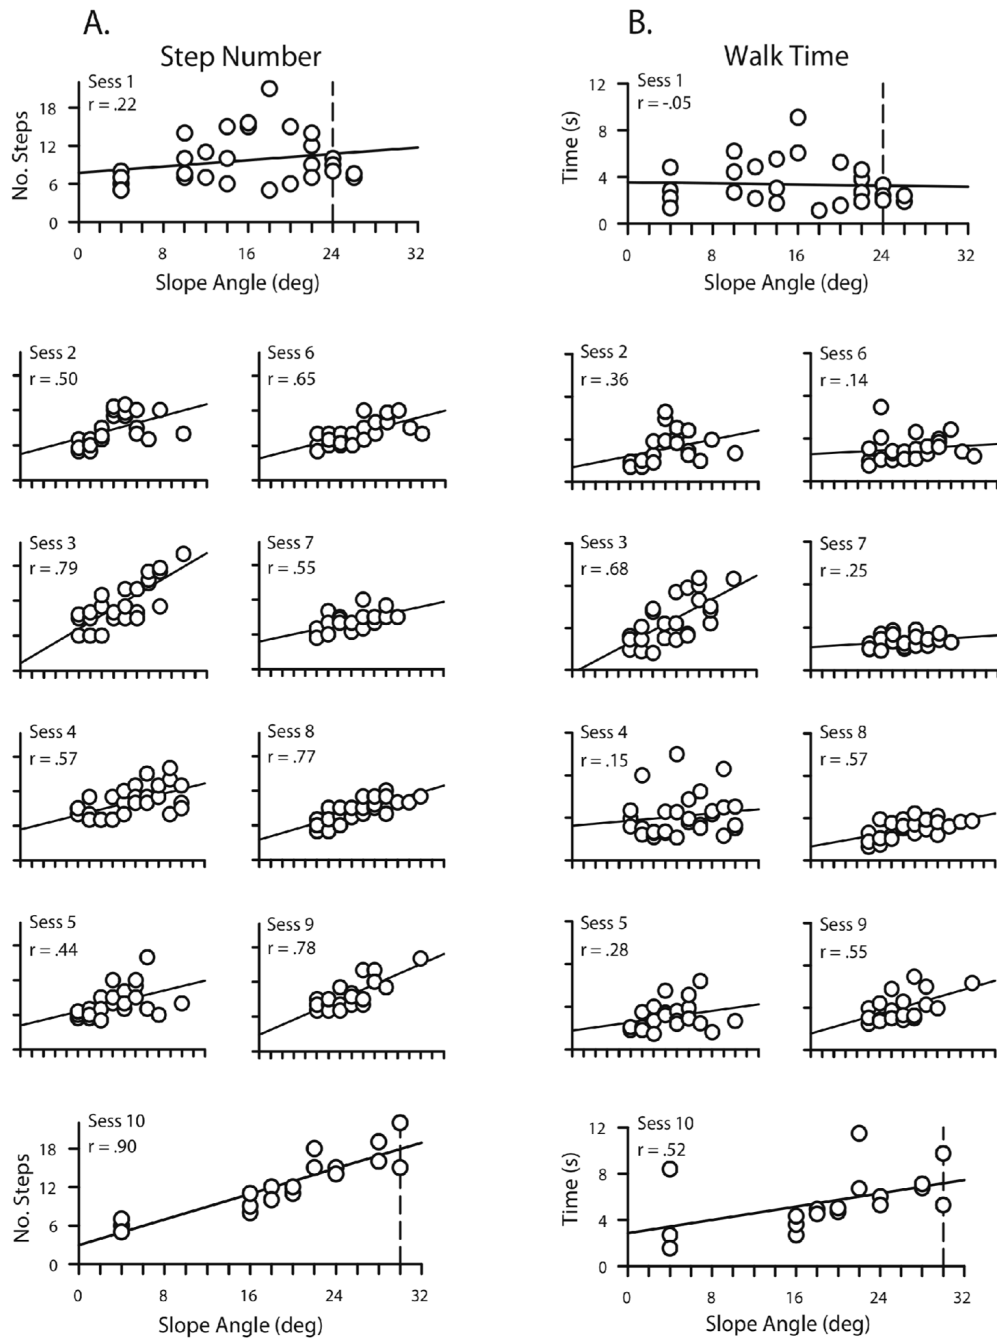 A.
Step Number
Sess 1
r = .22
No. Steps
18
12
6
0
0 8 16 24 32
Slope Angle (deg)
B.
Walk Time
Sess 1
r = -.05
Time (s)
12
8
4
0
0 8 16 24 32
Slope Angle (deg)
Sess 2
r = .50
Sess 6
r = .65
Sess 2
r = .36
Sess 6
r = .14
Sess 3
r = .79
Sess 7
r = .55
Sess 3
r = .68
Sess 7
r = .25
Sess 4
r = .57
Sess 8
r = .77
Sess 4
r = .15
Sess 8
r = .57
Sess 5
r = .44
Sess 9
r = .78
Sess 5
r = .28
Sess 9
r = .55
Sess 10
r = .90
No. Steps
18
12
6
0
0 8 16 24 32
Slope Angle (deg)
Sess 10
r = .52
Time (s)
12
8
4
0
0 8 16 24 32
Slope Angle (deg)